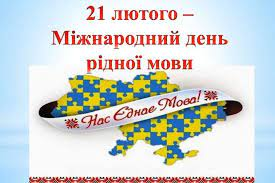 21 лютого –
Міжнародний день
рідної мови
Нас Єднає Мова!